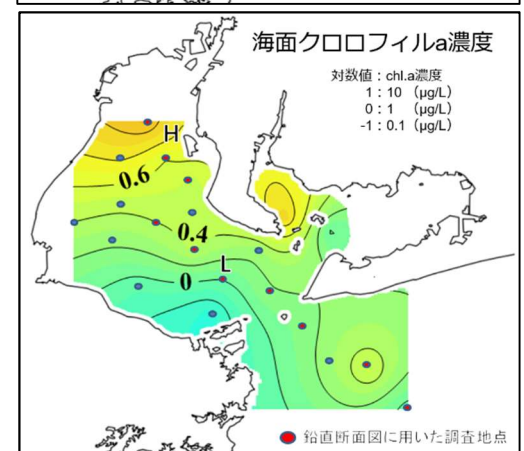 海面クロロフィルa濃度
対数値：chl.a濃度
1：10 （μg/L）
0：1 （μg/L）
-1：0.1 （μg/L）
H
0.6
0.4
L
0
鉛直断面図に用いた調査地点